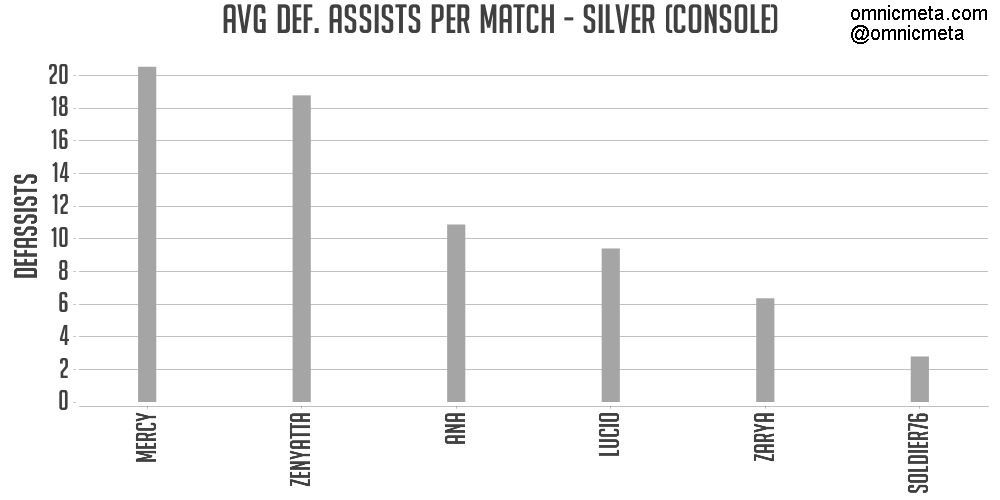 AVG DEF. ASSISTS PER MATCH - SILVER (CONSOLE)
omnicmeta.com
@omnicmeta
DEFASSISTS
20
18
16
14
12
10
8
6
4
2
0
MERCY
ZENYATTA
ANA
LUCIO
ZARYA
SOLDIER76